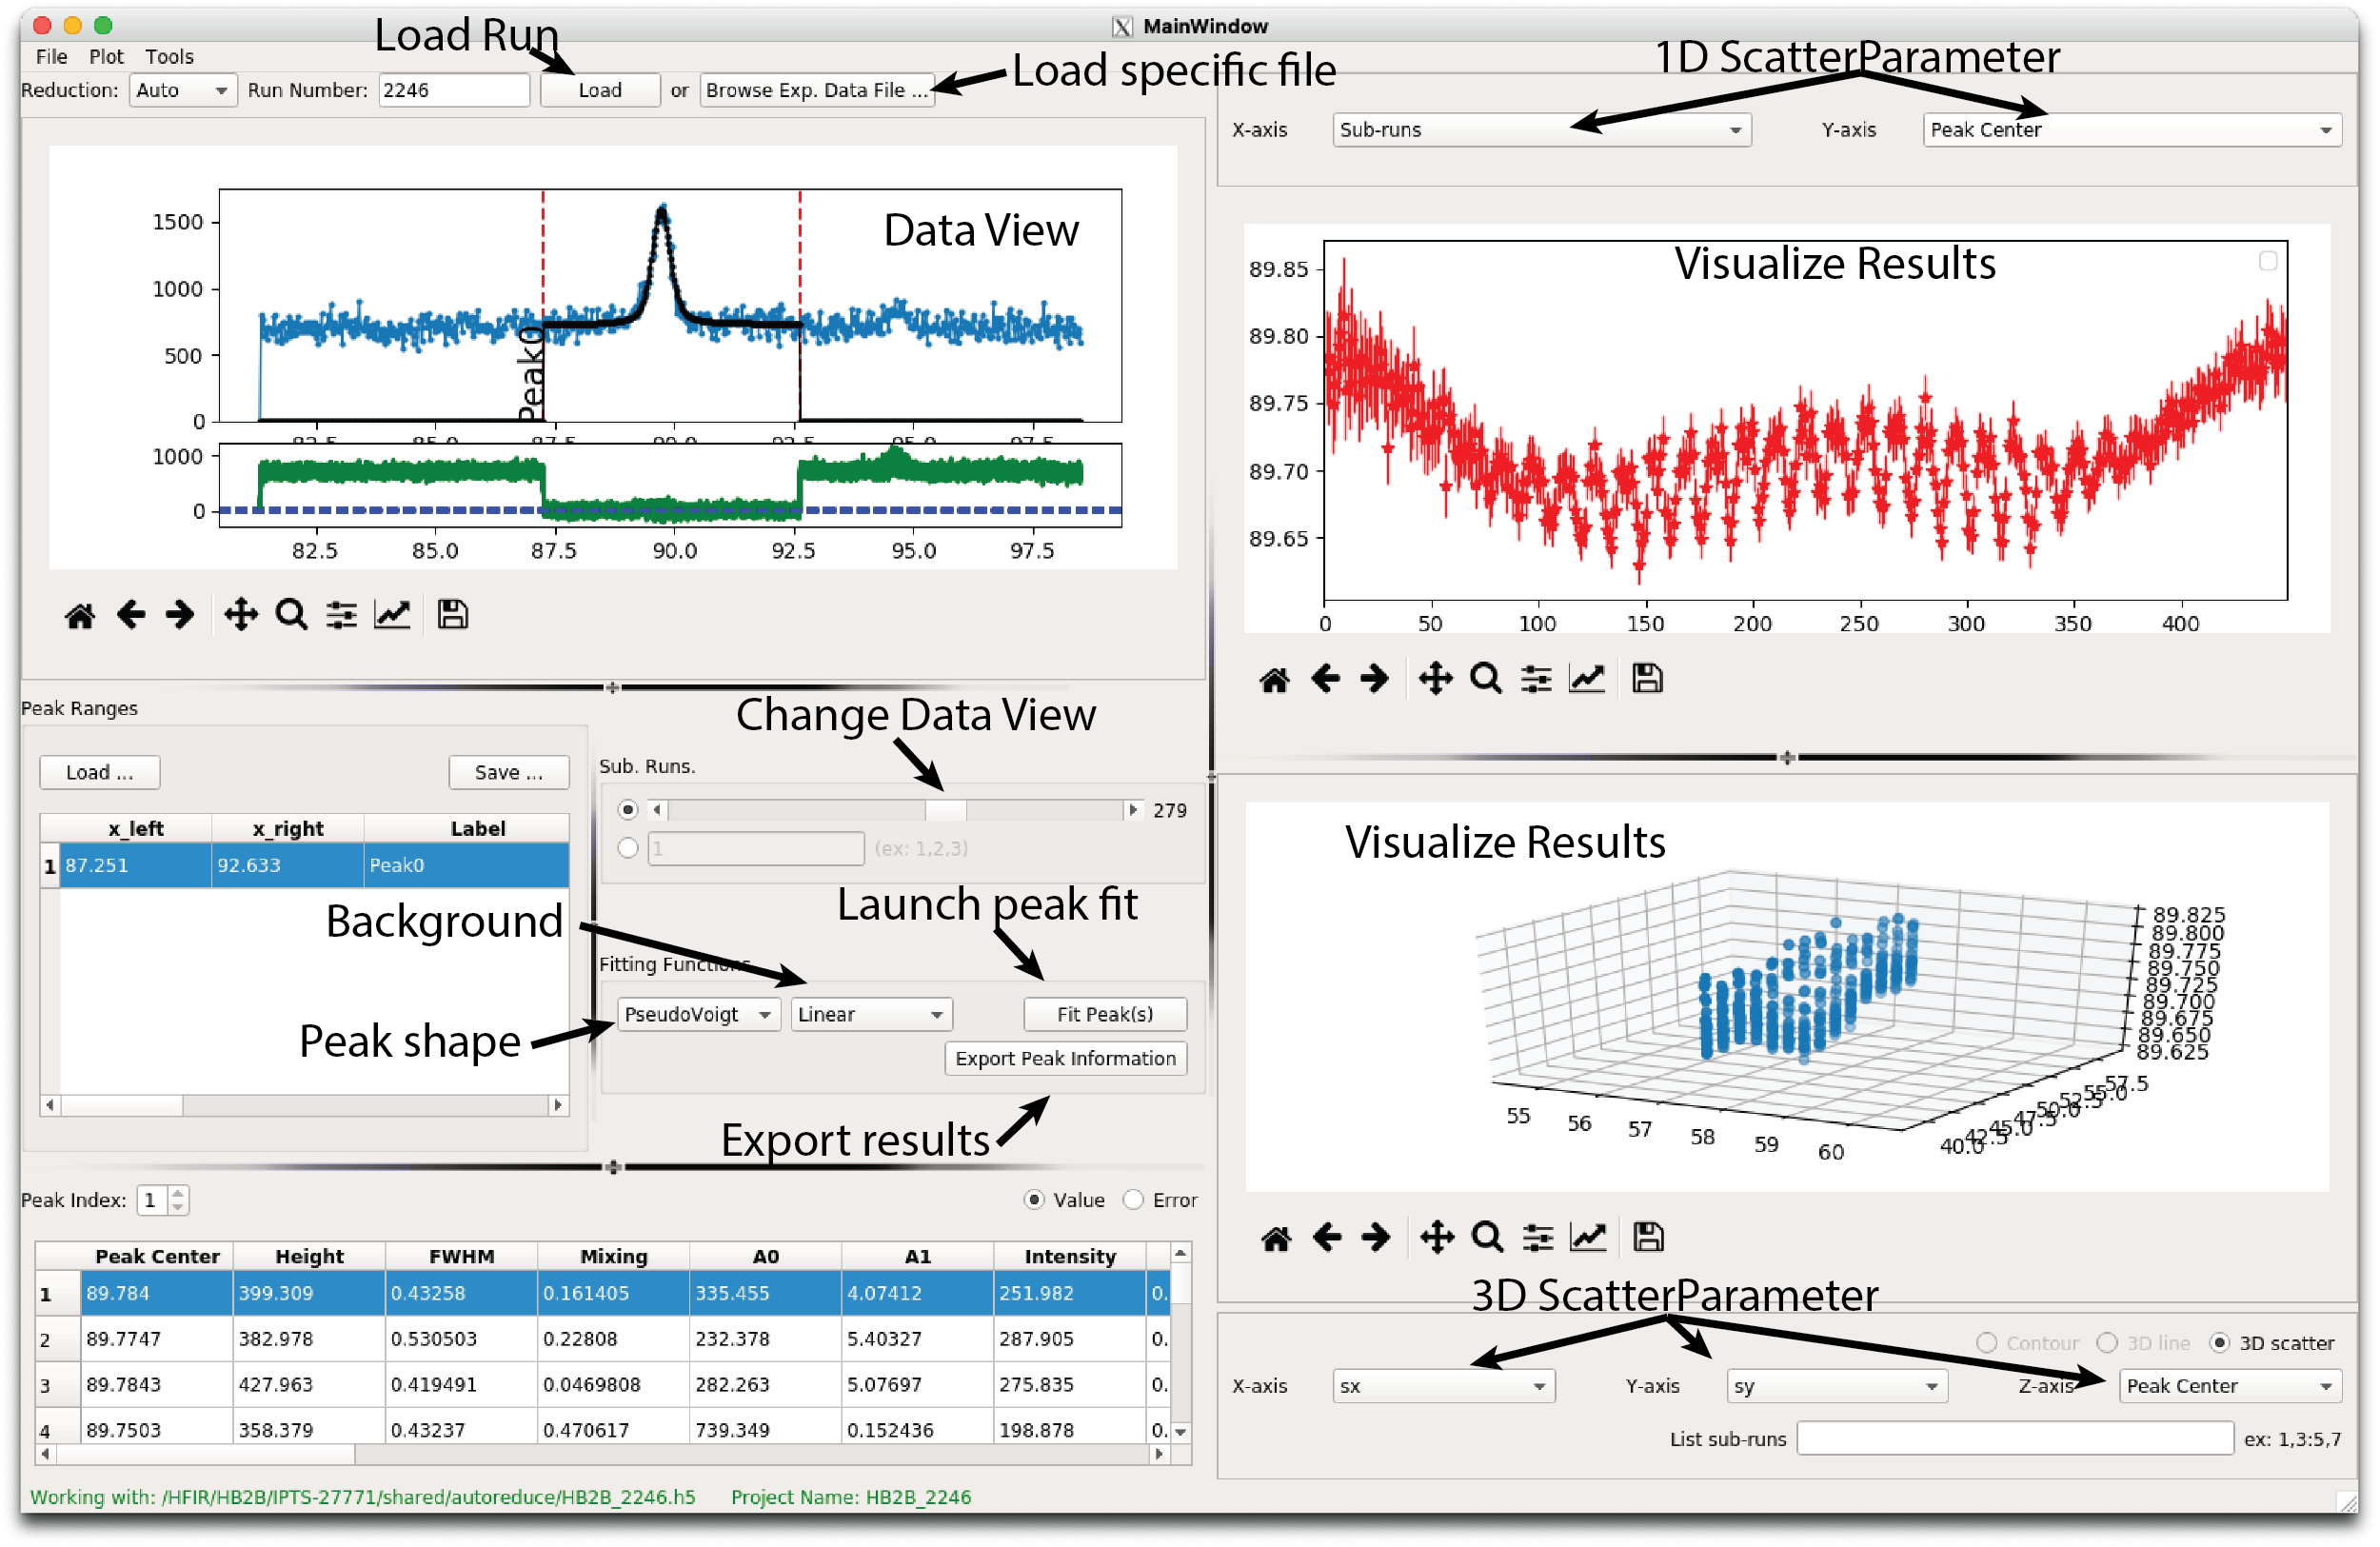 MainWindow
File Plot Tools
Load Run
Load specific file
1D ScatterParameter
Reduction: Auto Run Number: 2246 Load or Browse Exp. Data File ...
X-axis Sub-runs Y-axis Peak Center
Data View
1500
1000
500
0
Peak0
82.5 85.0 87.5 90.0 92.5 95.0 97.5
1000
0
82.5 85.0 87.5 90.0 92.5 95.0 97.5
Visualize Results
89.85
89.80
89.75
89.70
89.65
0 50 100 150 200 250 300 350 400
Peak Ranges
Load ... Save ...
x_left x_right Label
1 87.251 92.633 Peak0
Change Data View
Sub. Runs.
279
1 (ex: 1,2,3)
Background
Launch peak fit
Fitting Functions
Peak shape
PseudoVoigt Linear Fit Peak(s)
Export Peak Information
Export results
Visualize Results
89.825
89.800
89.775
89.750
89.725
89.700
89.675
89.650
89.625
55 56 57 58 59 60
40.0 42.5 45.0 47.5 50.0 52.5 55.0 57.5
Peak Index: 1 Value Error
Peak Center Height FWHM Mixing A0 A1 Intensity
1 89.784 399.309 0.43258 0.161405 335.455 4.07412 251.982 0.
2 89.7747 382.978 0.530503 0.22808 232.378 5.40327 287.905 0.
3 89.7843 427.963 0.419491 0.0469808 282.263 5.07697 275.835 0.
4 89.7503 358.379 0.43237 0.470617 739.349 0.152436 198.878 0.
3D ScatterParameter
Contour 3D line 3D scatter
X-axis sx Y-axis sy Z-axis Peak Center
List sub-runs ex: 1,3:5,7
Working with: /HFIR/HB2B/IPTS-27771/shared/autoreduce/HB2B_2246.h5 Project Name: HB2B_2246